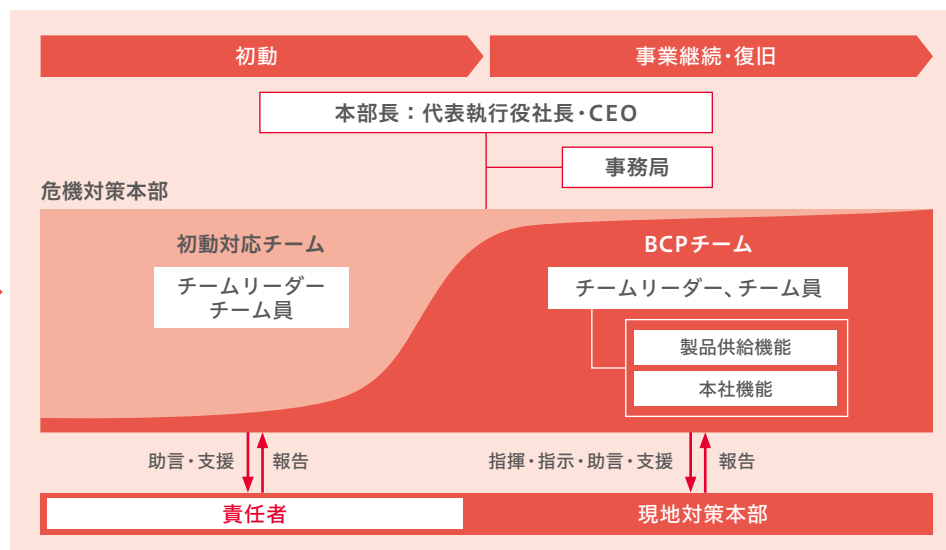 初動
事業継続・復旧
本部長：代表執行役社長・CEO
事務局
危機対策本部
初動対応チーム
チームリーダー
チーム員
BCPチーム
チームリーダー、チーム員
製品供給機能
本社機能
助言・支援
報告
指揮・指示・助言・支援
報告
責任者
現地対策本部